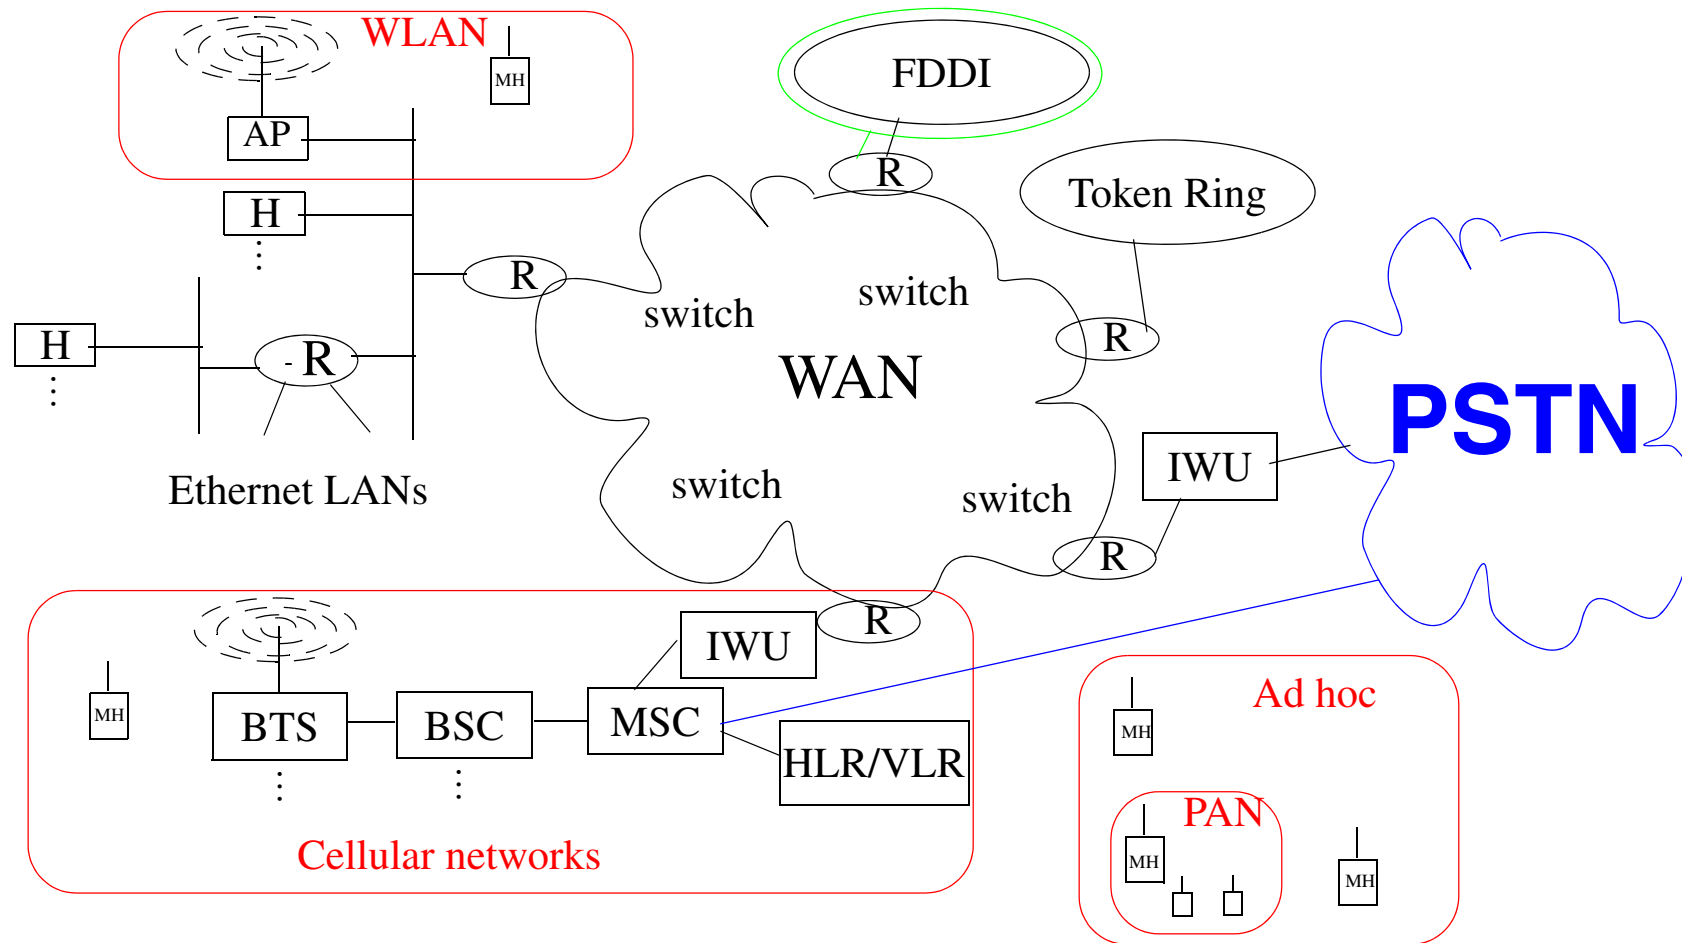 WLAN
MH
AP
FDDI
R
H
Token Ring
R
switch
switch
H
- R
R
WAN
PSTN
IWU
Ethernet LANs
switch
switch
R
R
IWU
MH
BTS
BSC
MSC
HLR/VLR
Cellular networks
Ad hoc
MH
PAN
MH
MH